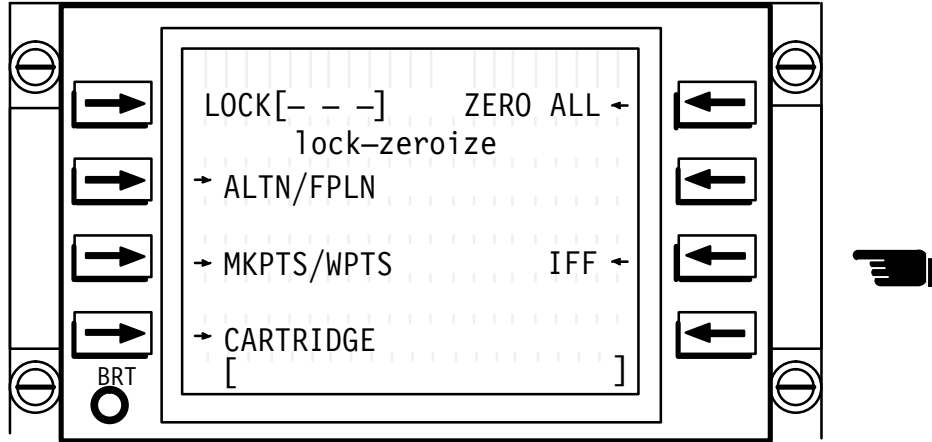 LOCK[– – –] ZERO ALL ←
lock–zeroize
→ ALTN/FPLN
→ MKPTS/WPTS IFF ←
→ CARTRIDGE
[ ]
BRT